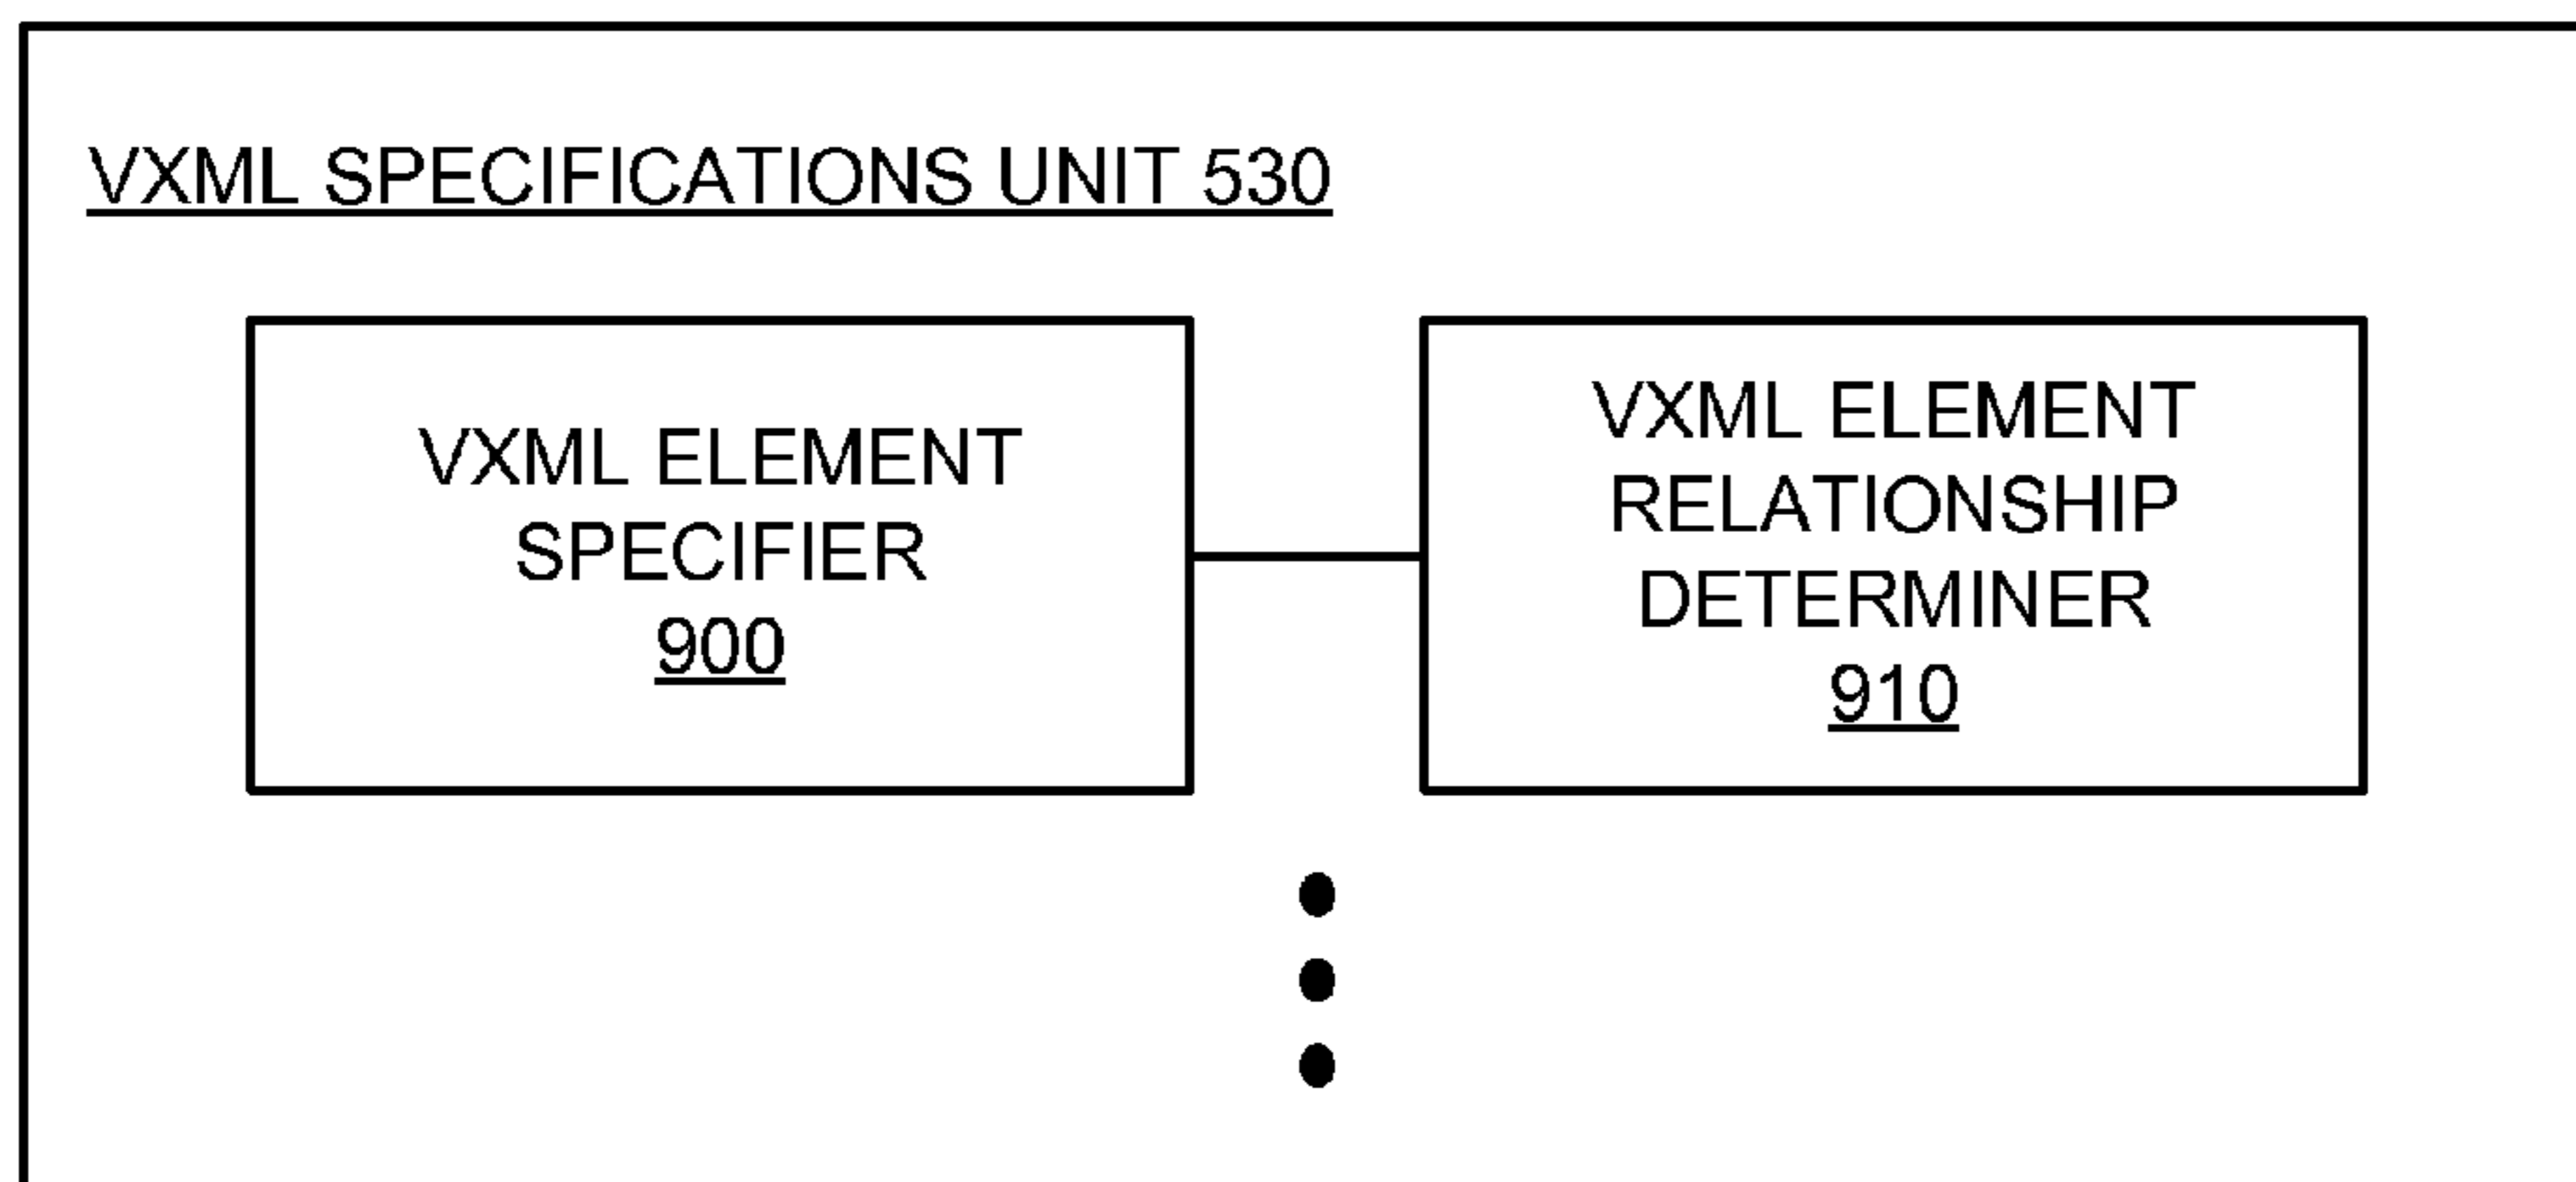 VXML SPECIFICATIONS UNIT 530
VXML ELEMENT
SPECIFIER
900
VXML ELEMENT
RELATIONSHIP
DETERMINER
910